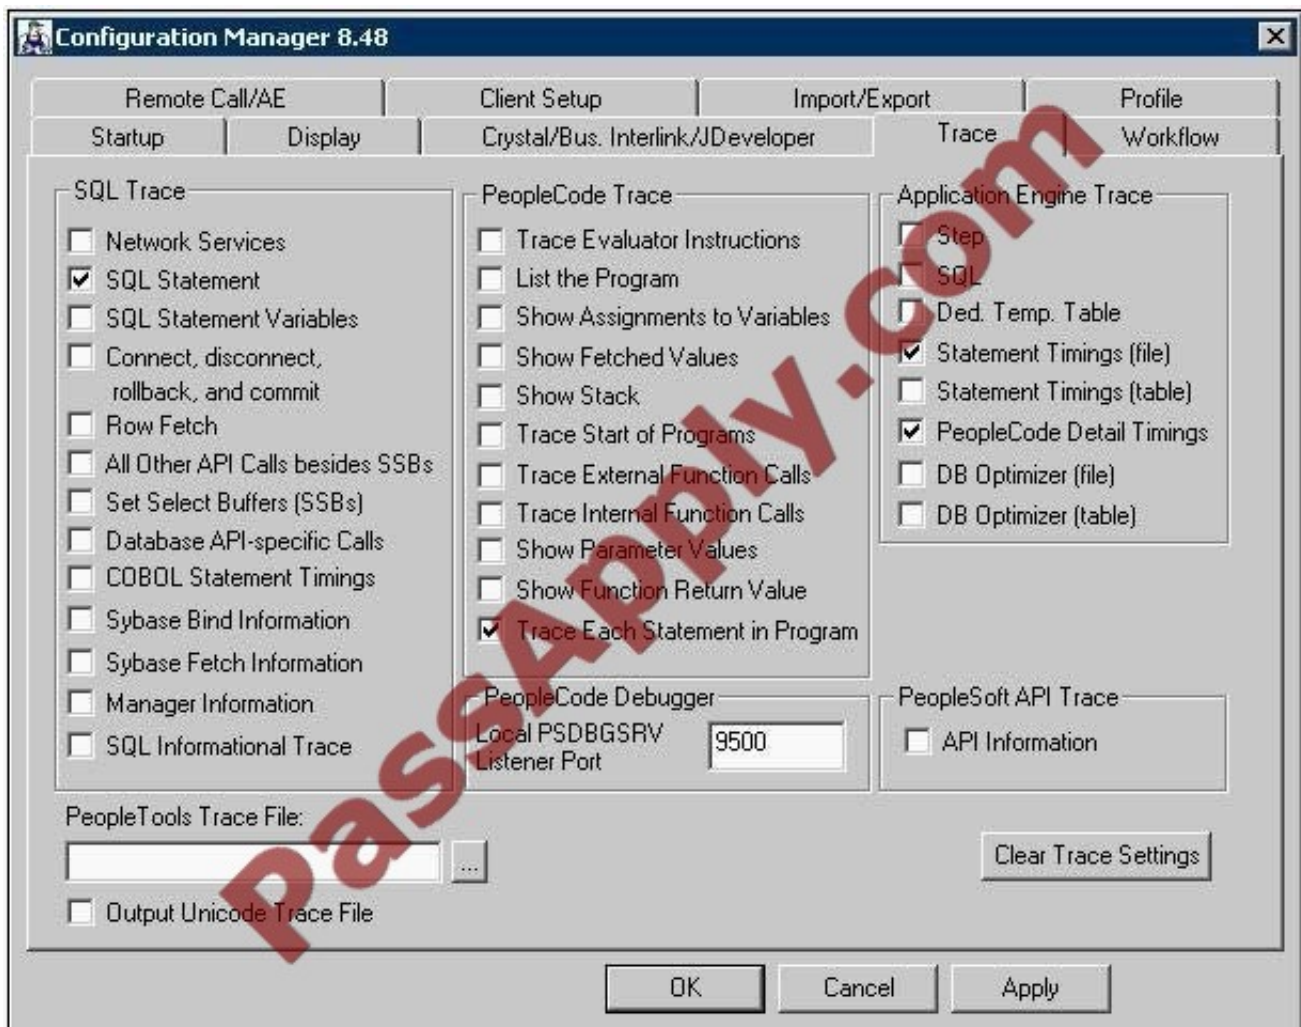 Configuration Manager 8.48
Remote Call/AE
Client Setup
Import/Export
Profile
Startup
Display
Crystal/Bus. Interlink/JDeveloper
Trace
Workflow
SQL Trace
Network Services
SQL Statement
SQL Statement Variables
Connect, disconnect,
rollback, and commit
Row Fetch
All Other API Calls besides SSBs
Set Select Buffers (SSBs)
Database API-specific Calls
COBOL Statement Timings
Sybase Bind Information
Sybase Fetch Information
Manager Information
SQL Informational Trace
PeopleCode Trace
Trace Evaluator Instructions
List the Program
Show Assignments to Variables
Show Fetched Values
Show Stack
Trace Start of Programs
Trace External Function Calls
Trace Internal Function Calls
Show Parameter Values
Show Function Return Value
Trace Each Statement in Program
Application Engine Trace
Step
SQL
Ded. Temp. Table
Statement Timings (file)
Statement Timings (table)
PeopleCode Detail Timings
DB Optimizer (file)
DB Optimizer (table)
PeopleCode Debugger
Local PSDBGSRV
Listener Port
9500
PeopleSoft API Trace
API Information
PeopleTools Trace File:
...
Output Unicode Trace File
Clear Trace Settings
OK
Cancel
Apply
PassApply.com